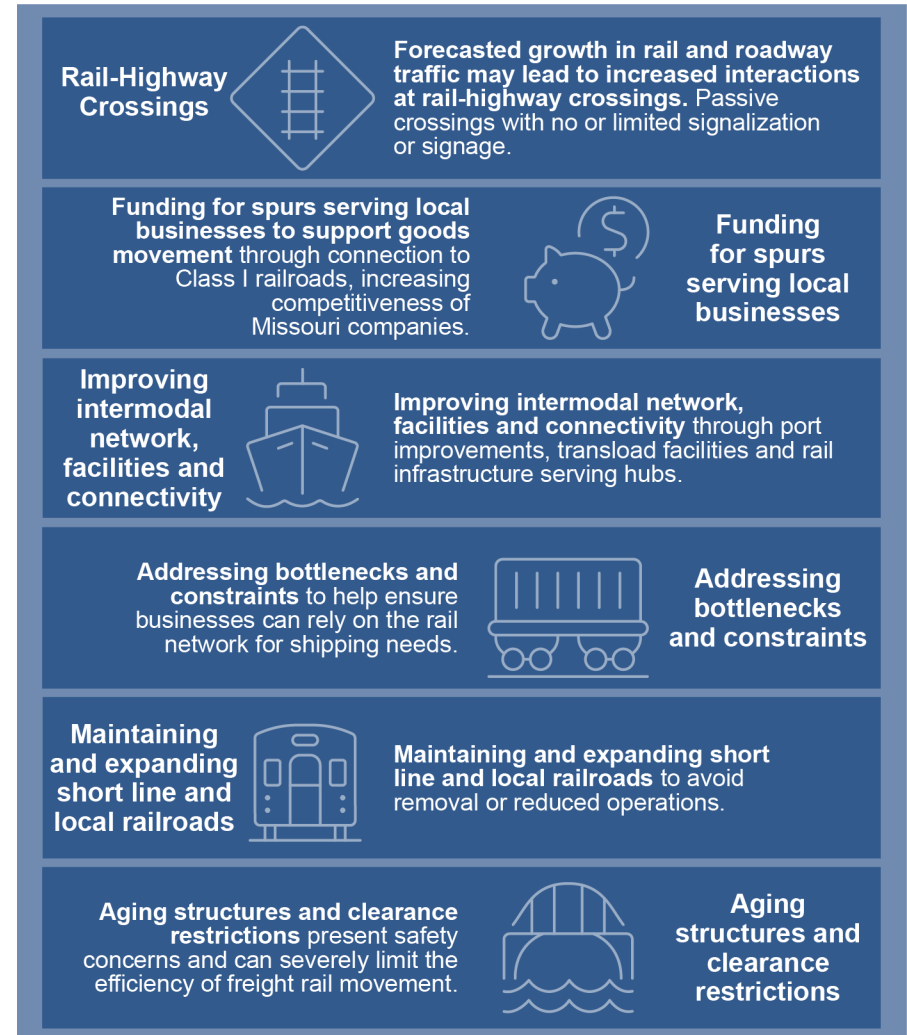 Rail-Highway
Crossings
Forecasted growth in rail and roadway
traffic may lead to increased interactions
at rail-highway crossings. Passive
crossings with no or limited signalization
or signage.
Funding for spurs serving local
businesses to support goods
movement through connection to
Class I railroads, increasing
competitiveness of
Missouri companies.
$
Funding
for spurs
serving local
businesses
Improving
intermodal
network,
facilities and
connectivity
Improving intermodal network,
facilities and connectivity through port
improvements, transload facilities and rail
infrastructure serving hubs.
Addressing bottlenecks and
constraints to help ensure
businesses can rely on the rail
network for shipping needs.
Addressing
bottlenecks
and constraints
Maintaining
and expanding
short line and
local railroads
Maintaining and expanding short
line and local railroads to avoid
removal or reduced operations.
Aging structures and clearance
restrictions present safety
concerns and can severely limit the
efficiency of freight rail movement.
Aging
structures and
clearance
restrictions